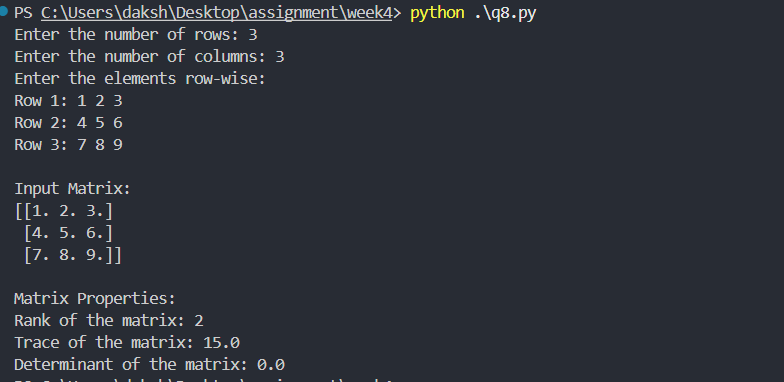 PS C:\Users\daksh\Desktop\assignment\week4> python .\q8.py
Enter the number of rows: 3
Enter the number of columns: 3
Enter the elements row-wise:
Row 1: 1 2 3
Row 2: 4 5 6
Row 3: 7 8 9
Input Matrix:
[[1. 2. 3.]
[4. 5. 6.]
[7. 8. 9.]]
Matrix Properties:
Rank of the matrix: 2
Trace of the matrix: 15.0
Determinant of the matrix: 0.0